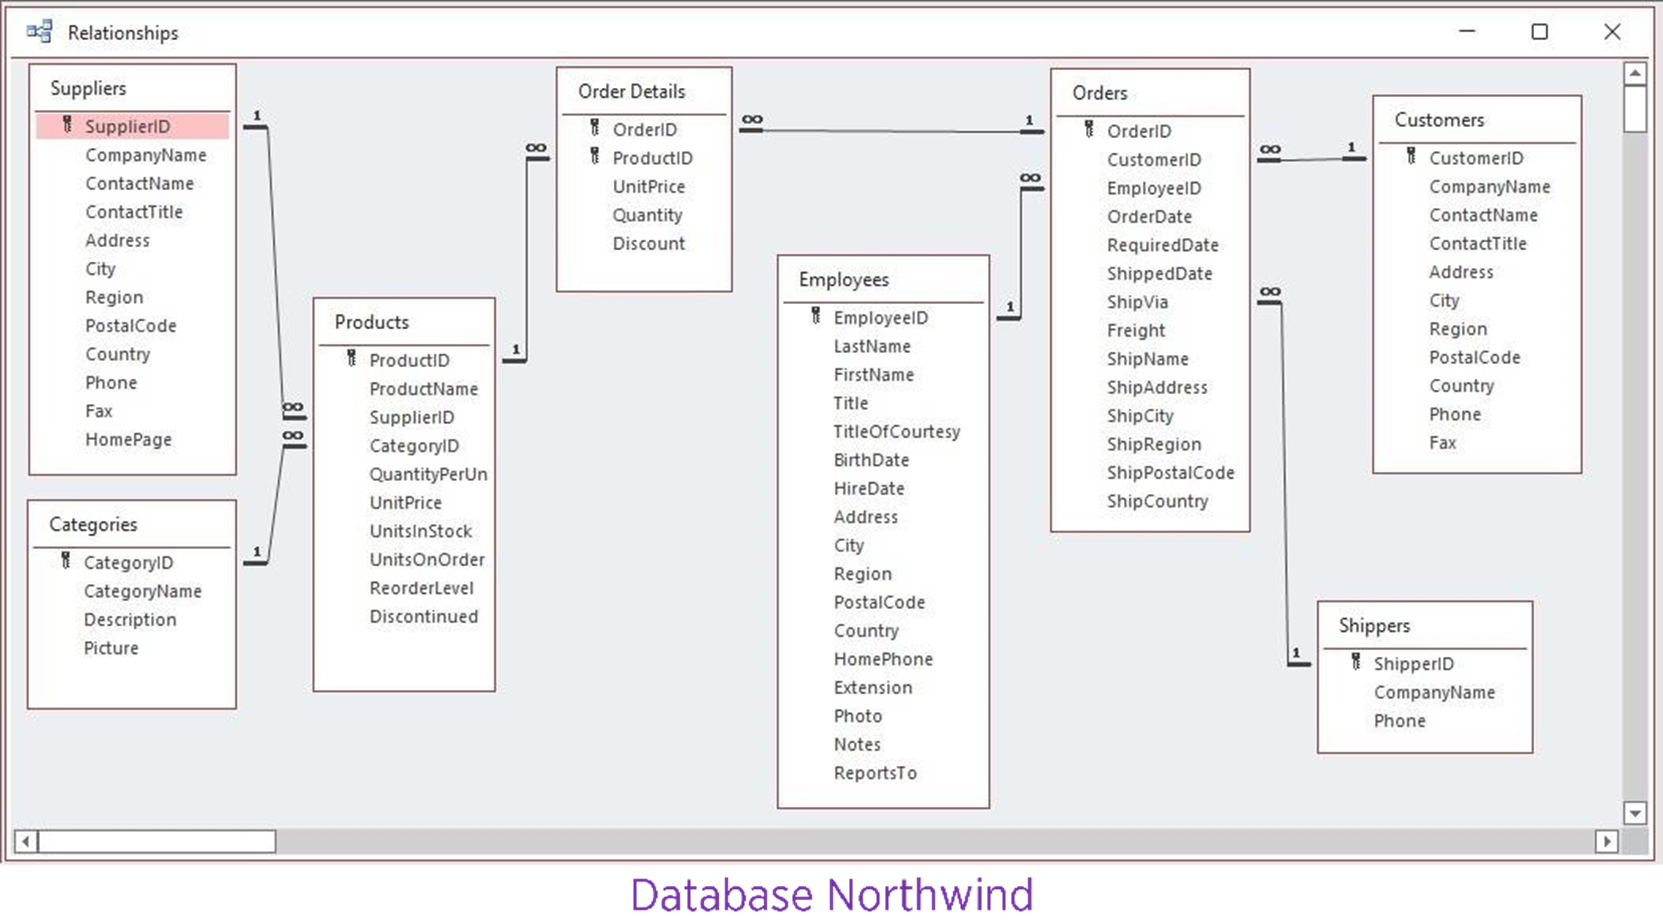 Relationships
Suppliers
SupplierID
CompanyName
ContactName
ContactTitle
Address
City
Region
PostalCode
Country
Phone
Fax
HomePage
1
∞
Categories
CategoryID
CategoryName
Description
Picture
1
∞
Products
ProductID
ProductName
SupplierID
CategoryID
QuantityPerUn
UnitPrice
UnitsInStock
UnitsOnOrder
ReorderLevel
Discontinued
1
∞
Order Details
OrderID
ProductID
UnitPrice
Quantity
Discount
∞
1
Employees
EmployeeID
LastName
FirstName
Title
TitleOfCourtesy
BirthDate
HireDate
Address
City
Region
PostalCode
Country
HomePhone
Extension
Photo
Notes
ReportsTo
1
∞
Orders
OrderID
CustomerID
EmployeeID
OrderDate
RequiredDate
ShippedDate
ShipVia
Freight
ShipName
ShipAddress
ShipCity
ShipRegion
ShipPostalCode
ShipCountry
∞
1
Customers
CustomerID
CompanyName
ContactName
ContactTitle
Address
City
Region
PostalCode
Country
Phone
Fax
∞
1
Shippers
ShipperID
CompanyName
Phone
Database Northwind